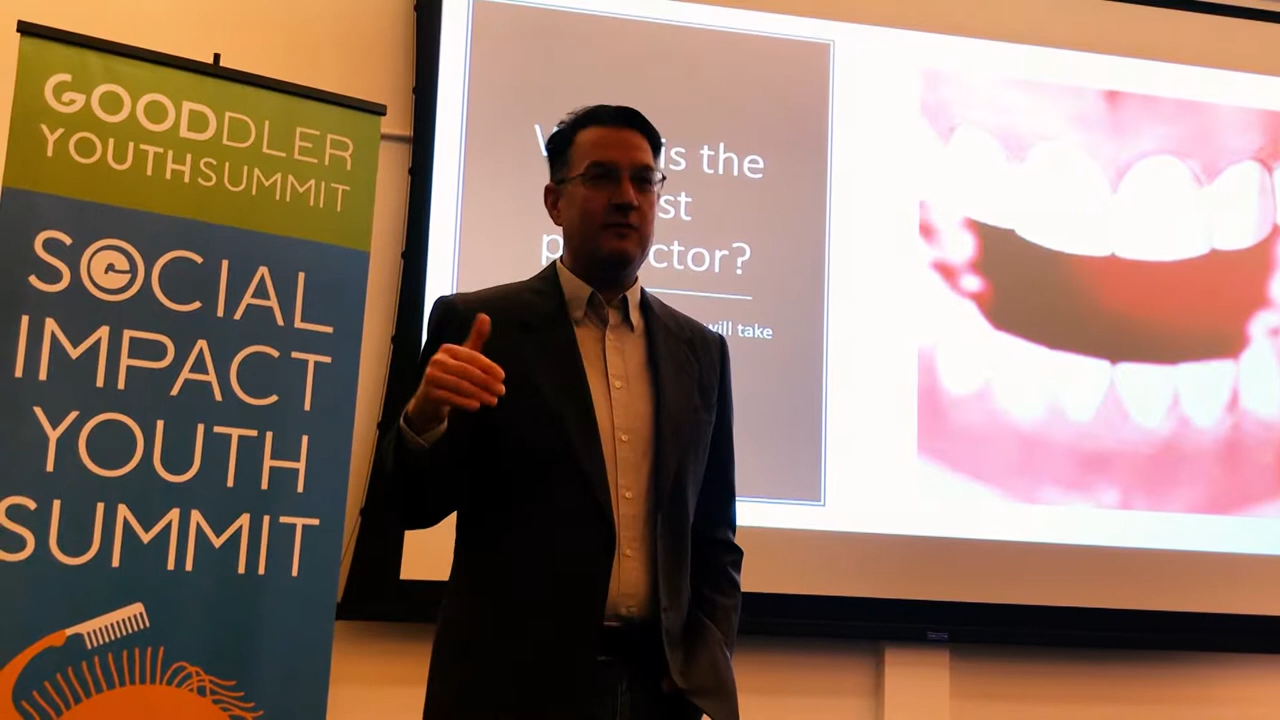 GOODDLER
YOUTHSUMMIT
SOCIAL
IMPACT
YOUTH
SUMMIT
is the
st
ctor?
will take